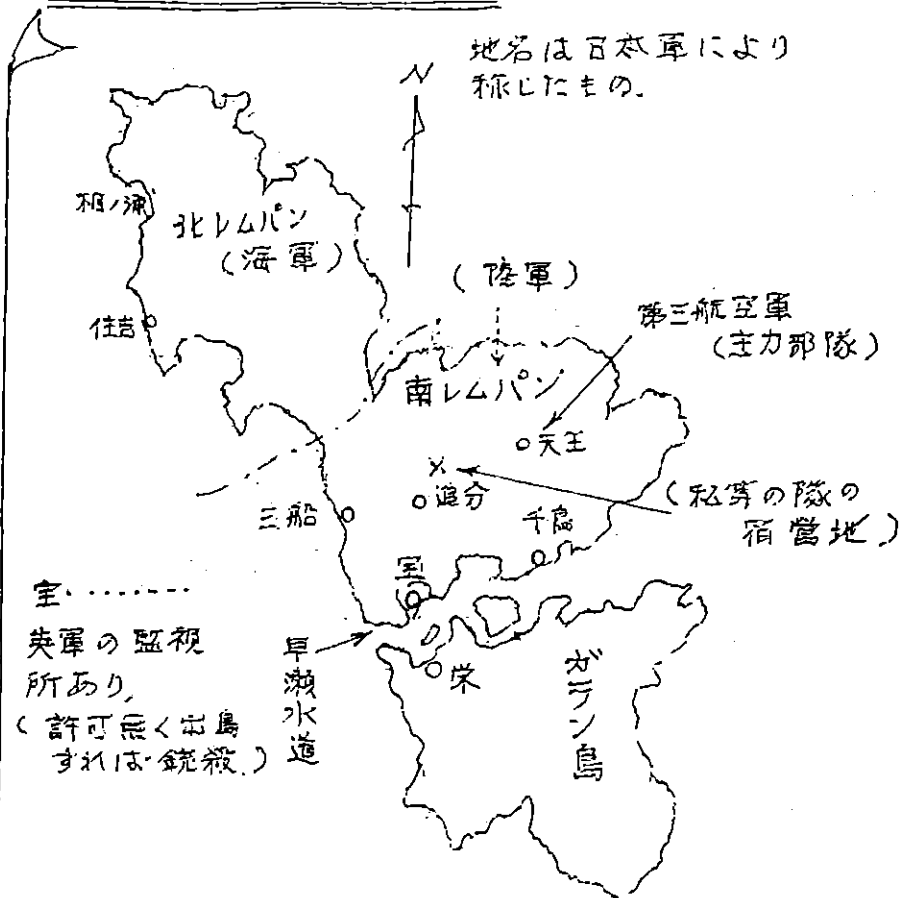 地名は日本軍により
称したもの.
N
相ノ浦
北レムパン
(海軍)
(陸軍)
住吉
第三航空軍
(主力部隊)
南レムパン
天王
追分
(私等の隊の
宿営地.)
三船
千鳥
宝
宝........
英軍の監視
所あり,
(許可無く出島
すれば銃殺.)
早瀬水道
栄
ガラン島